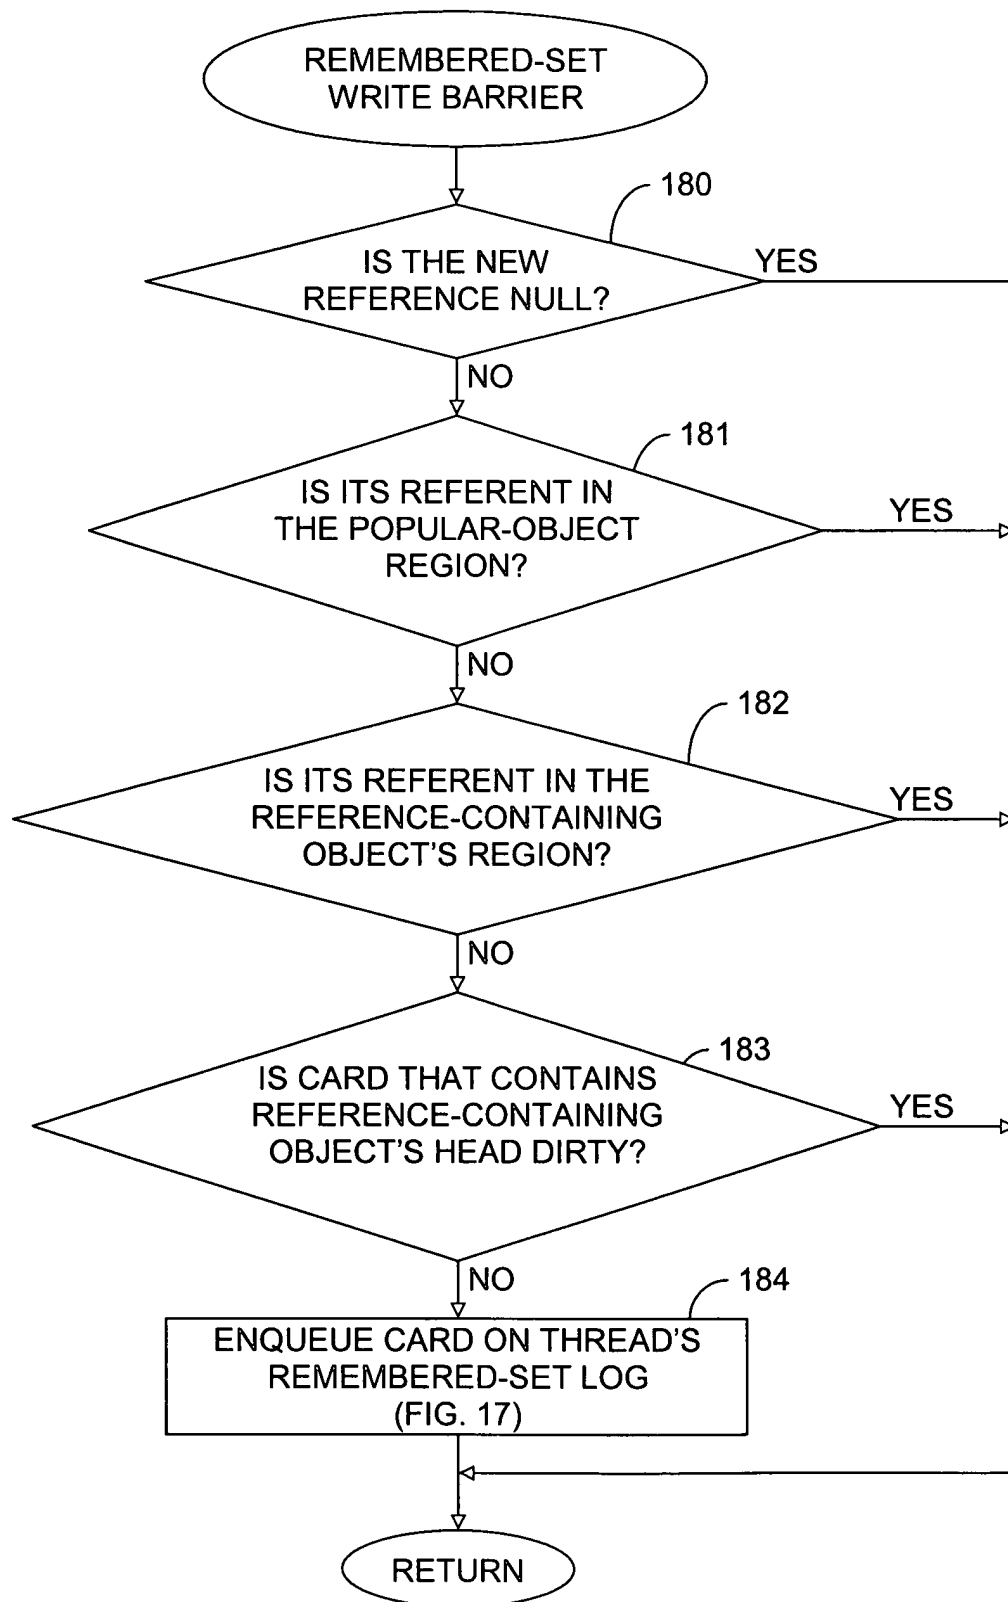 REMEMBERED-SET
WRITE BARRIER
180
IS THE NEW
REFERENCE NULL?
YES
NO
181
IS ITS REFERENT IN
THE POPULAR-OBJECT
REGION?
YES
NO
182
IS ITS REFERENT IN THE
REFERENCE-CONTAINING
OBJECT'S REGION?
YES
NO
183
IS CARD THAT CONTAINS
REFERENCE-CONTAINING
OBJECT'S HEAD DIRTY?
YES
NO
184
ENQUEUE CARD ON THREAD'S
REMEMBERED-SET LOG
(FIG. 17)
RETURN